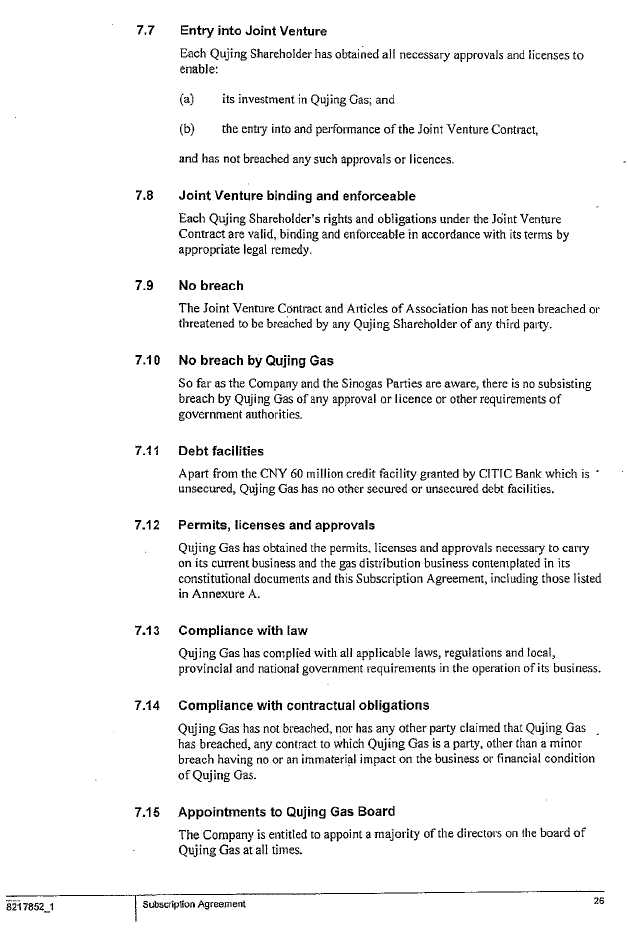 7.7 Entry into Joint Venture
Each Qujing Shareholder has obtained all necessary approvals and licenses to
enable:
(a) its investment in Qujing Gas; and
(b) the entry into and performance of the Joint Venture Contract,
and has not breached any such approvals or licences.
7.8 Joint Venture binding and enforceable
Each Qujing Shareholder's rights and obligations under the Joint Venture
Contract are valid, binding and enforceable in accordance with its terms by
appropriate legal remedy.
7.9 No breach
The Joint Venture Contract and Articles of Association has not been breached or
threatened to be breached by any Qujing Shareholder of any third party.
7.10 No breach by Qujing Gas
So far as the Company and the Sinogas Parties are aware, there is no subsisting
breach by Qujing Gas of any approval or licence or other requirements of
government authorities.
7.11 Debt facilities
Apart from the CNY 60 million credit facility granted by CITIC Bank which is
unsecured, Qujing Gas has no other secured or unsecured debt facilities.
7.12 Permits, licenses and approvals
Qujing Gas has obtained the permits, licenses and approvals necessary to carry
on its current business and the gas distribution business contemplated in its
constitutional documents and this Subscription Agreement, including those listed
in Annexure A.
7.13 Compliance with law
Qujing Gas has complied with all applicable laws, regulations and local,
provincial and national government requirements in the operation of its business.
7.14 Compliance with contractual obligations
Qujing Gas has not breached, nor has any other party claimed that Qujing Gas
has breached, any contract to which Qujing Gas is a party, other than a minor
breach having no or an immaterial impact on the business or financial condition
of Qujing Gas.
7.15 Appointments to Qujing Gas Board
The Company is entitled to appoint a majority of the directors on the board of
Qujing Gas at all times.
8217852_1 Subscription Agreement 26